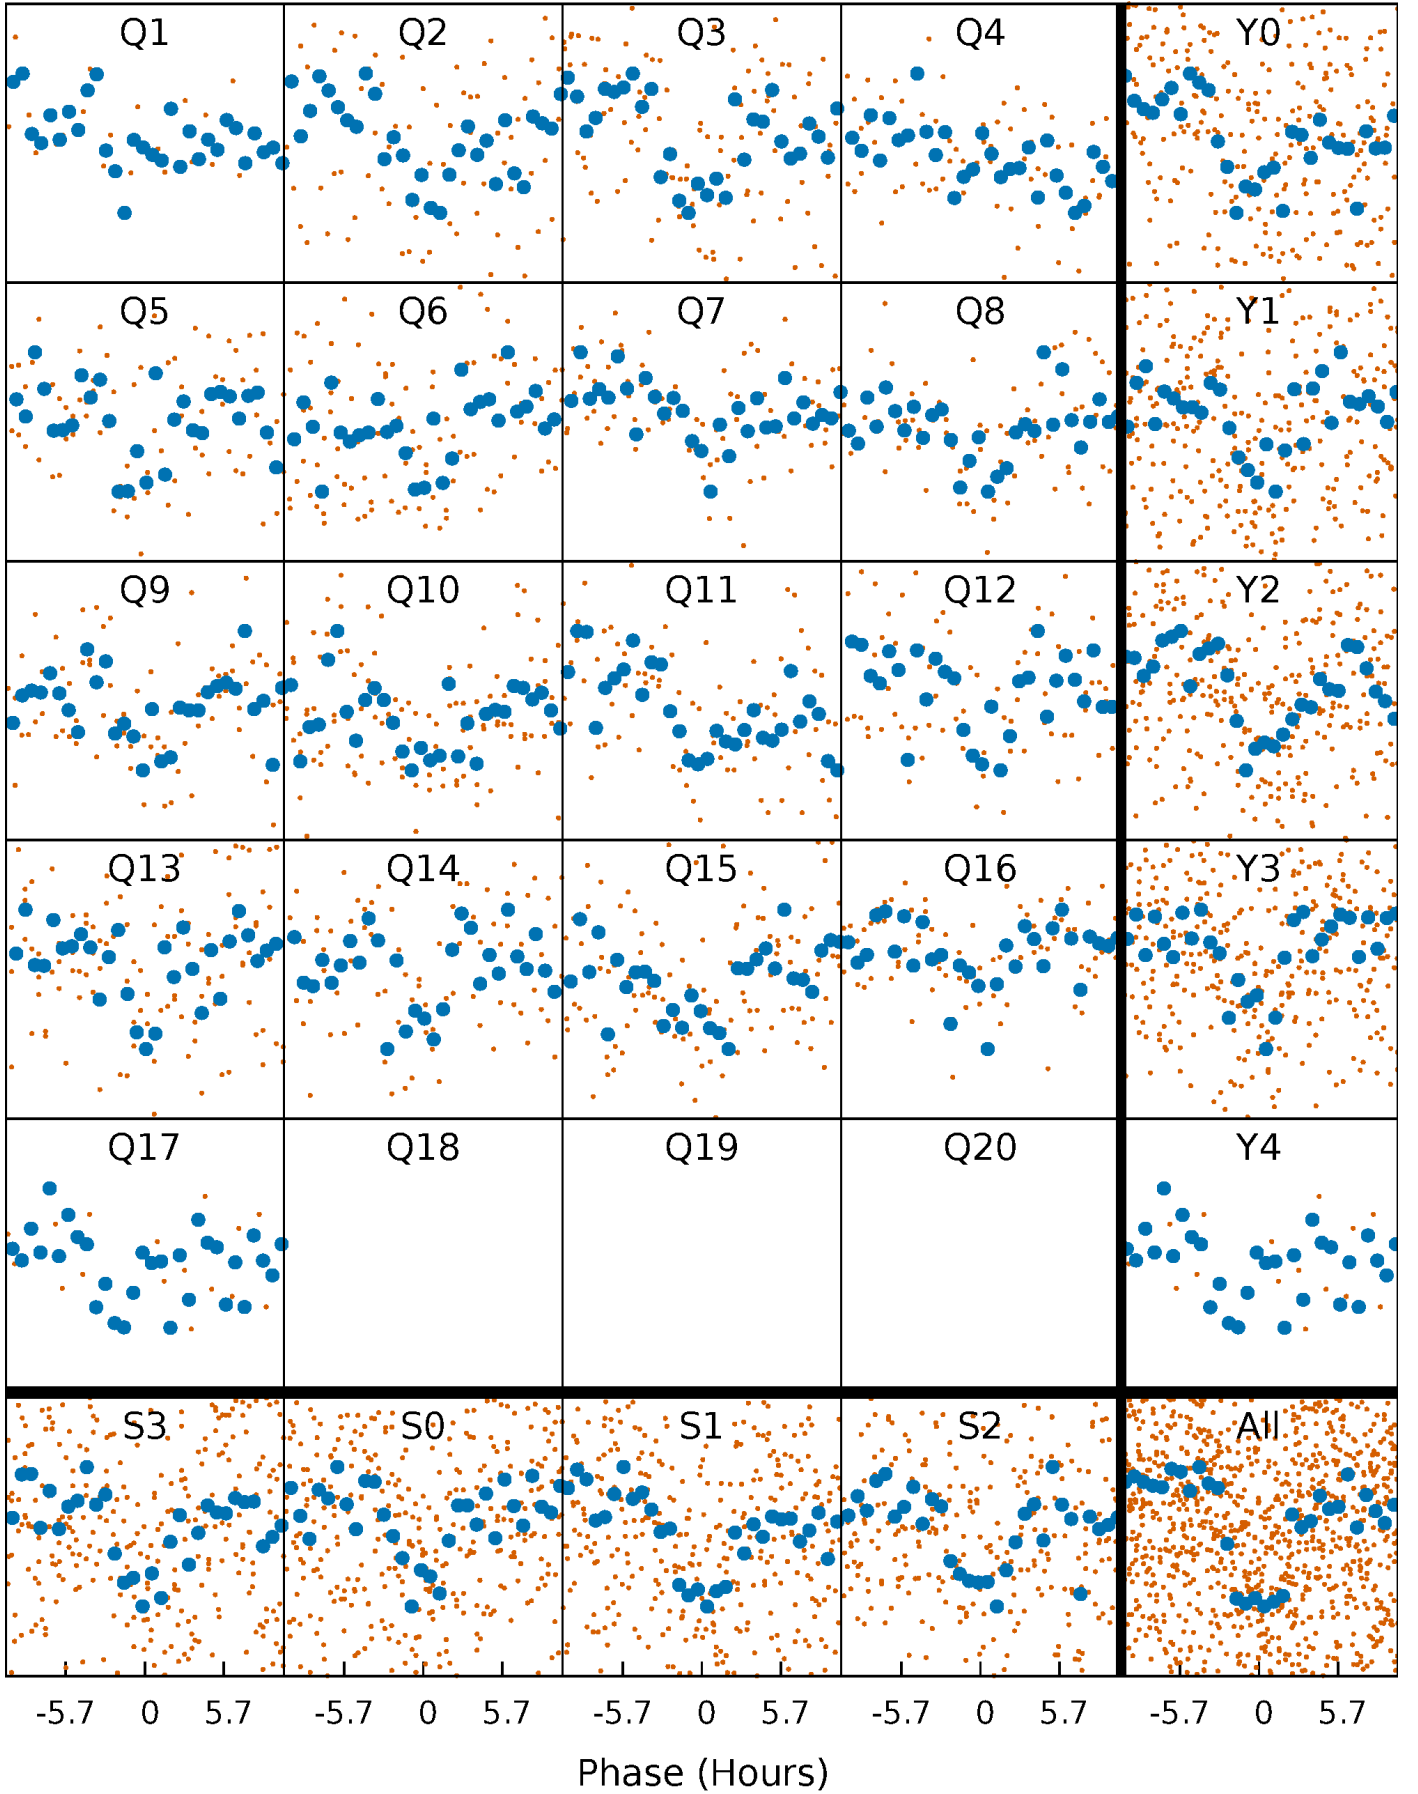 Q1 Q2 Q3 Q4 Y0
Q5 Q6 Q7 Q8 Y1
Q9 Q10 Q11 Q12 Y2
Q13 Q14 Q15 Q16 Y3
Q17 Q18 Q19 Q20 Y4
S3 S0 S1 S2 All
-5.7 0 5.7 -5.7 0 5.7 -5.7 0 5.7 -5.7 0 5.7 -5.7 0 5.7
Phase (Hours)